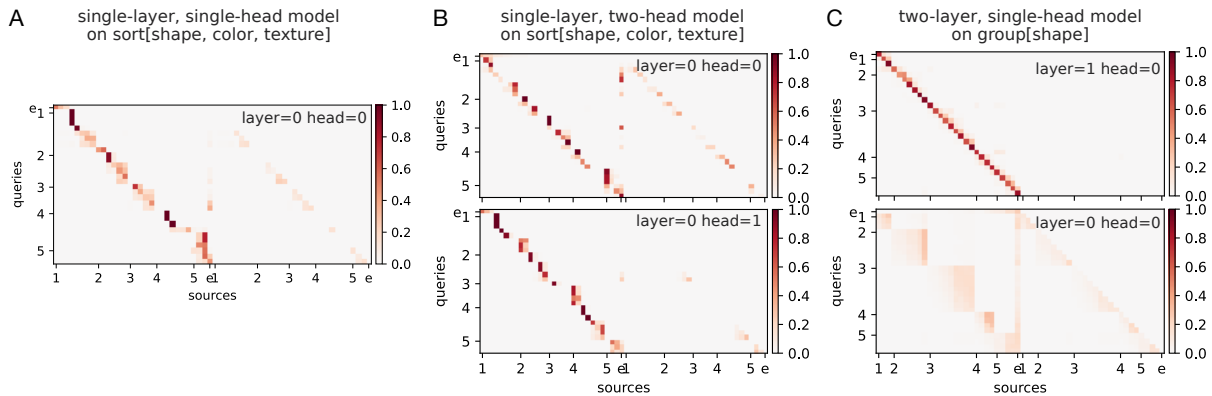 A
single-layer, single-head model
on sort[shape, color, texture]
layer=0 head=0
queries
e
1
2
3
4
5
1 2 3 4 5 e 1 2 3 4 5 e
sources
1.0
0.8
0.6
0.4
0.2
0.0
B
single-layer, two-head model
on sort[shape, color, texture]
layer=0 head=0
queries
e
1
2
3
4
5
1.0
0.8
0.6
0.4
0.2
0.0
layer=0 head=1
queries
e
1
2
3
4
5
1 2 3 4 5 e 1 2 3 4 5 e
sources
1.0
0.8
0.6
0.4
0.2
0.0
C
two-layer, single-head model
on group[shape]
layer=1 head=0
queries
e
1
2
3
4
5
1.0
0.8
0.6
0.4
0.2
0.0
layer=0 head=0
queries
e
1
2
3
4
5
1 2 3 4 5 e 1 2 3 4 5 e
sources
1.0
0.8
0.6
0.4
0.2
0.0